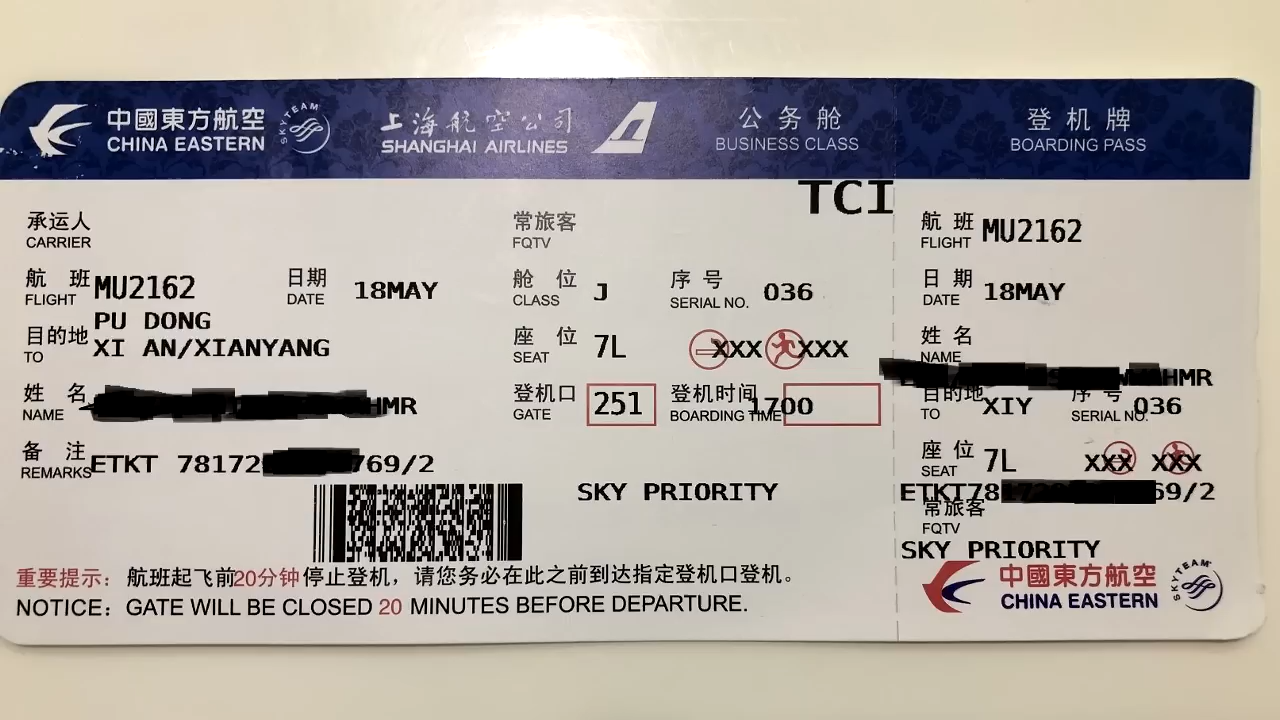 中國東方航空 SKYTEAM 上海航空公司 公务舱 登机牌
CHINA EASTERN SHANGHAI AIRLINES BUSINESS CLASS BOARDING PASS
TCI
承运人 常旅客
CARRIER FQTV
航班 MU2162 日期 18MAY 舱位 J 序号 036
FLIGHT DATE CLASS SERIAL NO.
PU DONG
目的地 XI AN/XIANYANG 座位 7L XXX XXX
TO SEAT
姓名 HMR 登机口 251 登机时间 1700
NAME GATE BOARDING TIME
备注 ETKT 78172 769/2
REMARKS
SKY PRIORITY
重要提示：航班起飞前20分钟停止登机，请您务必在此之前到达指定登机口登机。
NOTICE: GATE WILL BE CLOSED 20 MINUTES BEFORE DEPARTURE.
航班 MU2162
FLIGHT
日期 18MAY
DATE
姓名
NAME
HMR
目的地 XIY 序号 036
TO SERIAL NO.
座位 7L XXX XXX
SEAT
ETKT78 69/2
常旅客
FQTV
SKY PRIORITY
中國東方航空 SKYTEAM
CHINA EASTERN